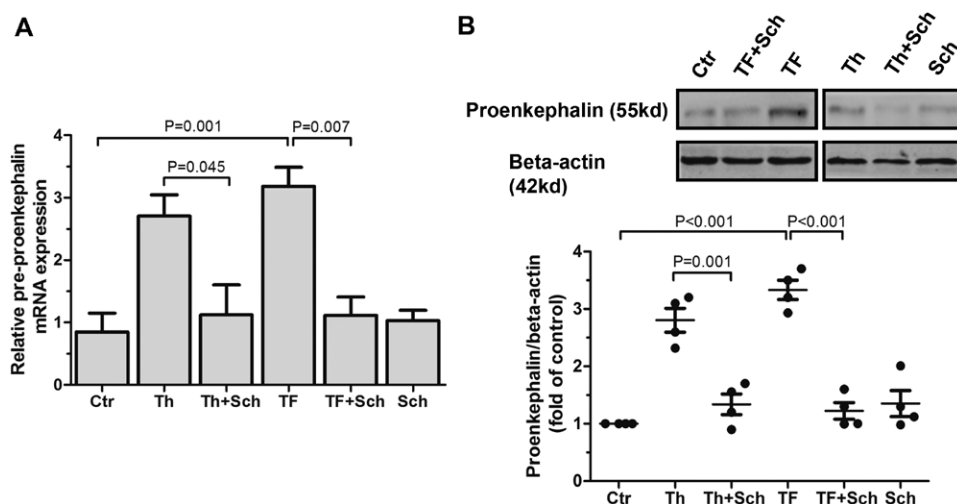 A
P=0.001
P=0.007
P=0.045
Relative pre-proenkephalin
mRNA expression
4
3
2
1
0
Ctr Th Th+Sch TF TF+Sch Sch
B
Ctr TF+Sch TF Th Th+Sch Sch
Proenkephalin (55kd)
Beta-actin
(42kd)
P<0.001 P<0.001
P=0.001
Proenkephalin/beta-actin
(fold of control)
4
3
2
1
0
Ctr Th Th+Sch TF TF+Sch Sch